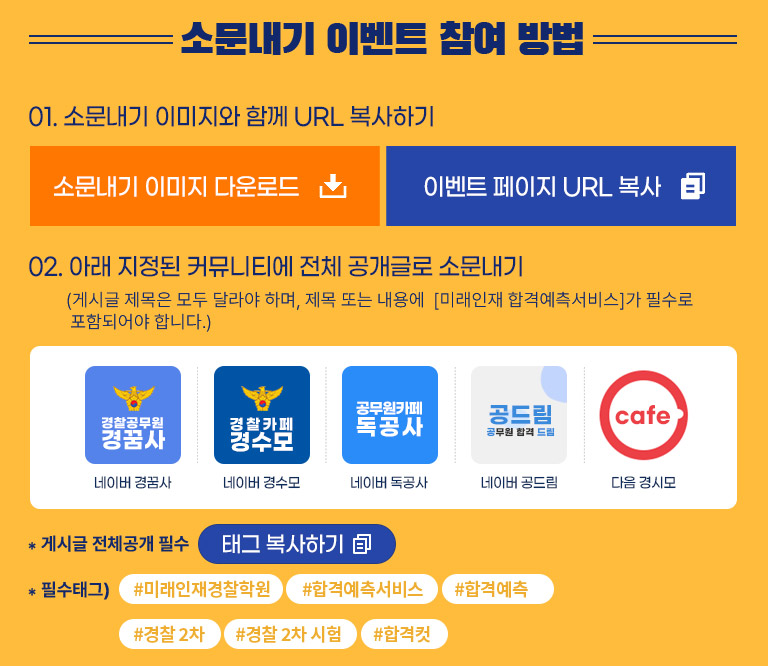 소문내기 이벤트 참여 방법
01. 소문내기 이미지와 함께 URL 복사하기
소문내기 이미지 다운로드
이벤트 페이지 URL 복사
02. 아래 지정된 커뮤니티에 전체 공개글로 소문내기
(게시글 제목은 모두 달라야 하며, 제목 또는 내용에 [미래인재 합격예측서비스]가 필수로
포함되어야 합니다.)
경찰공무원
경꿈사
경찰카페
경수모
공무원카페
독공사
공드림
공무원 합격 드림
cafe
네이버 경꿈사
네이버 경수모
네이버 독공사
네이버 공드림
다음 경시모
* 게시글 전체공개 필수
태그 복사하기
* 필수태그)
#미래인재경찰학원
#합격예측서비스
#합격예측
#경찰 2차
#경찰 2차 시험
#합격컷